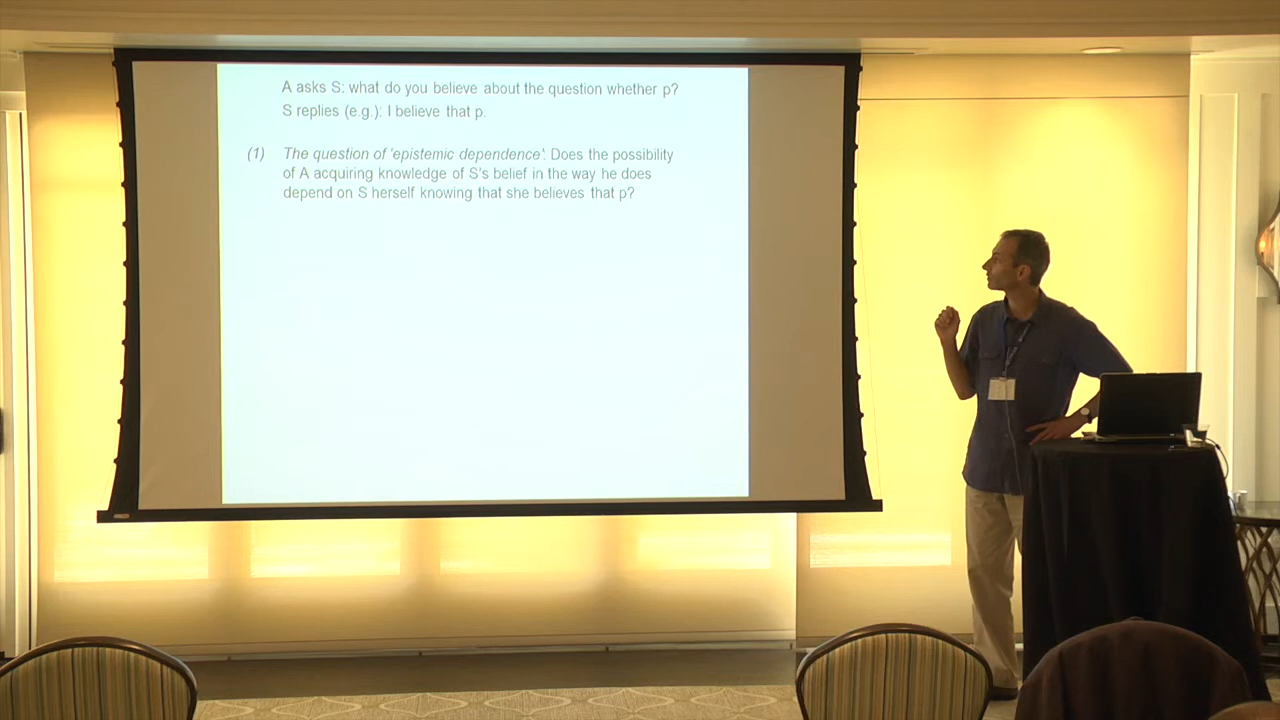 A asks S: what do you believe about the question whether p?
S replies (e.g.): I believe that p.
(1) The question of 'epistemic dependence'. Does the possibility
of A acquiring knowledge of S's belief in the way he does
depend on S herself knowing that she believes that p?